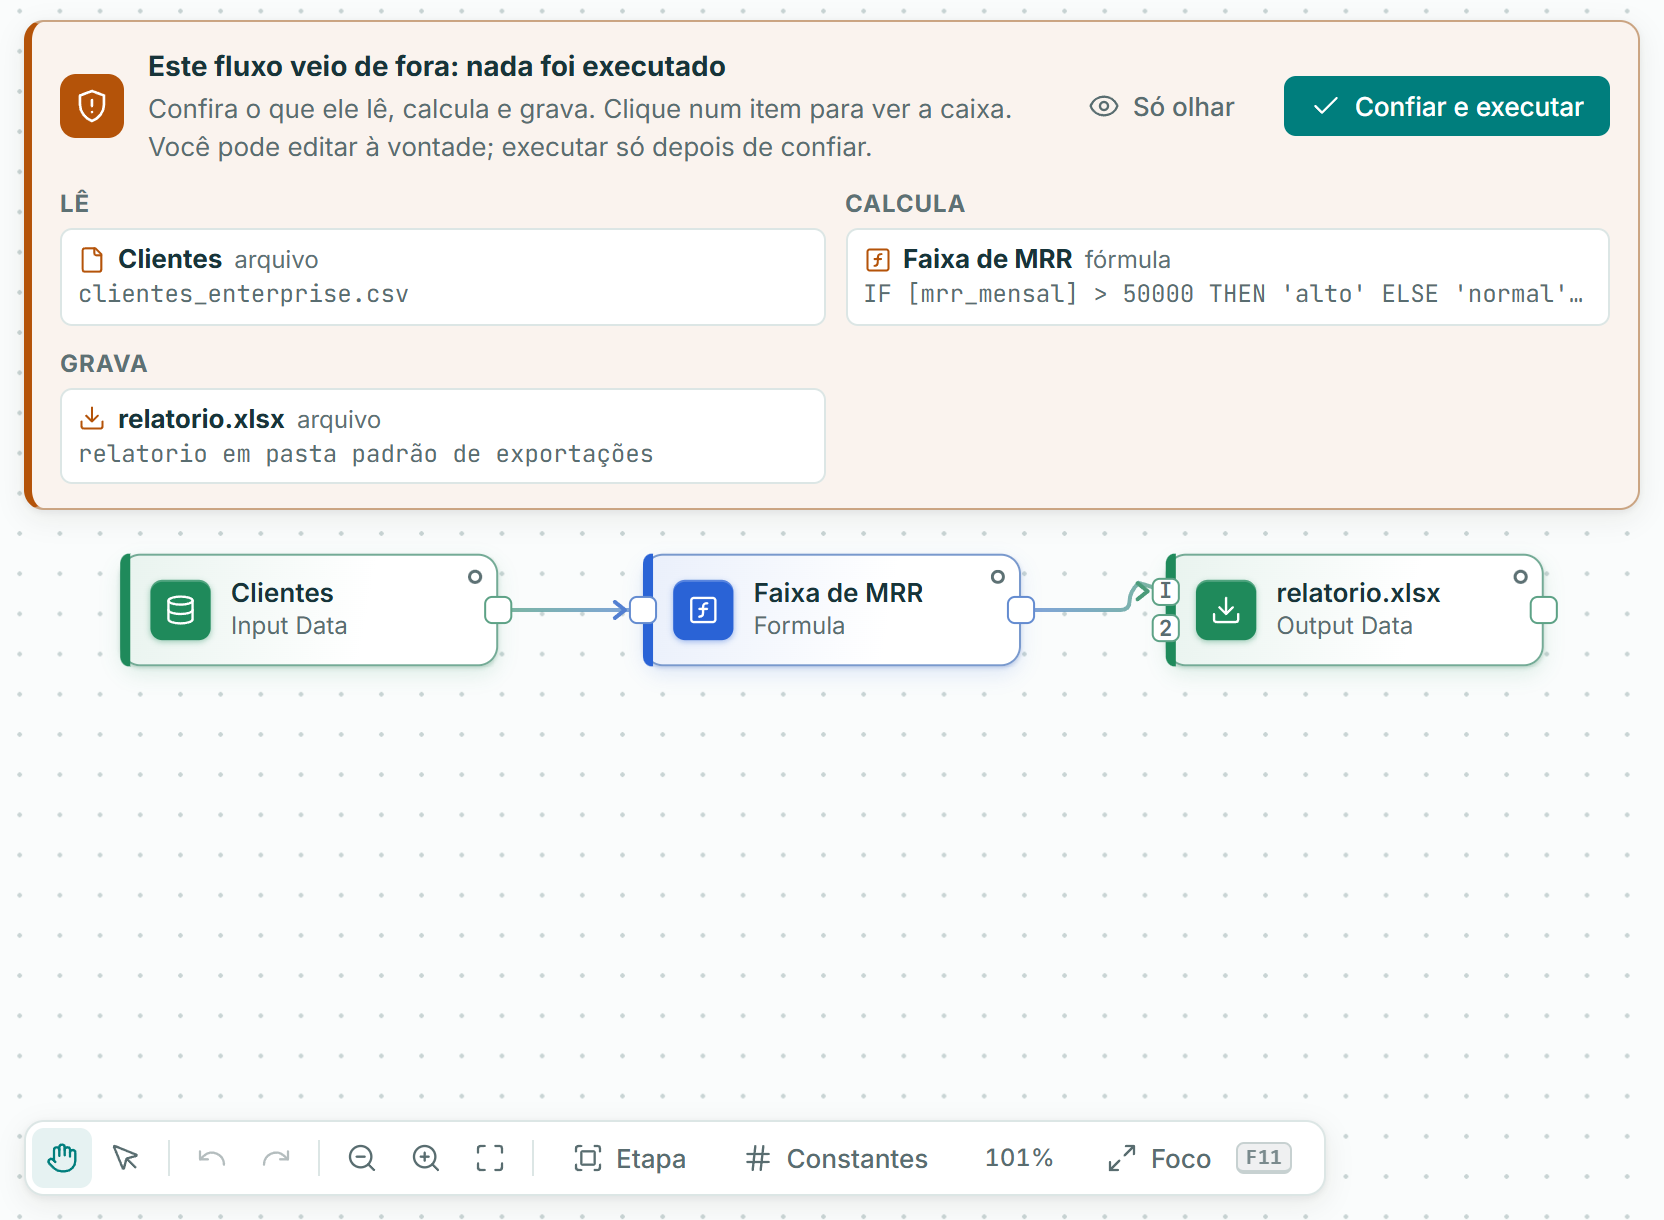 Este fluxo veio de fora: nada foi executado
Confira o que ele lê, calcula e grava. Clique num item para ver a caixa.
Você pode editar à vontade; executar só depois de confiar.
Só olhar
Confiar e executar
LÊ
Clientes arquivo
clientes_enterprise.csv
CALCULA
Faixa de MRR fórmula
IF [mrr_mensal] > 50000 THEN 'alto' ELSE 'normal'…
GRAVA
relatorio.xlsx arquivo
relatorio em pasta padrão de exportações
Clientes
Input Data
Faixa de MRR
Formula
1
2
relatorio.xlsx
Output Data
Etapa
Constantes
101%
Foco F11